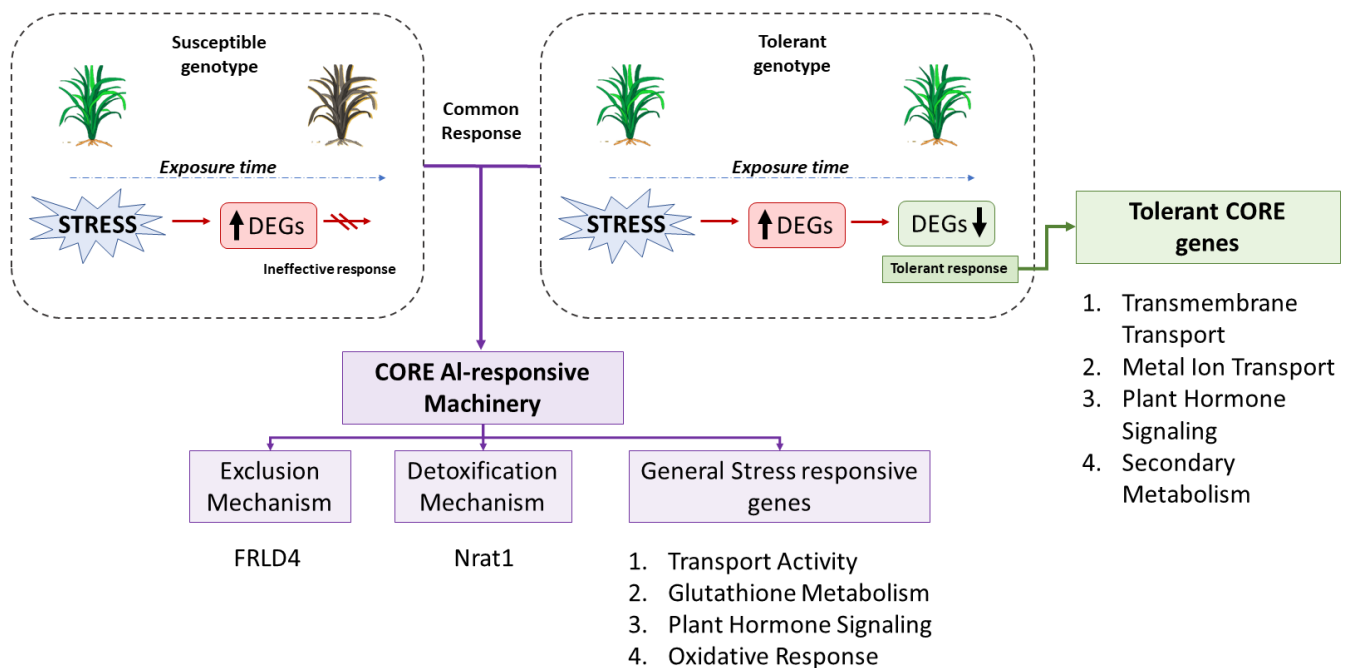 Susceptible
genotype
Exposure time
STRESS
DEGs
Ineffective response
Common
Response
Tolerant
genotype
Exposure time
STRESS
DEGs
DEGs
Tolerant response
Tolerant CORE
genes
1. Transmembrane
Transport
2. Metal Ion Transport
3. Plant Hormone
Signaling
4. Secondary
Metabolism
CORE Al-responsive
Machinery
Exclusion
Mechanism
FRLD4
Detoxification
Mechanism
Nrat1
General Stress responsive
genes
1. Transport Activity
2. Glutathione Metabolism
3. Plant Hormone Signaling
4. Oxidative Response